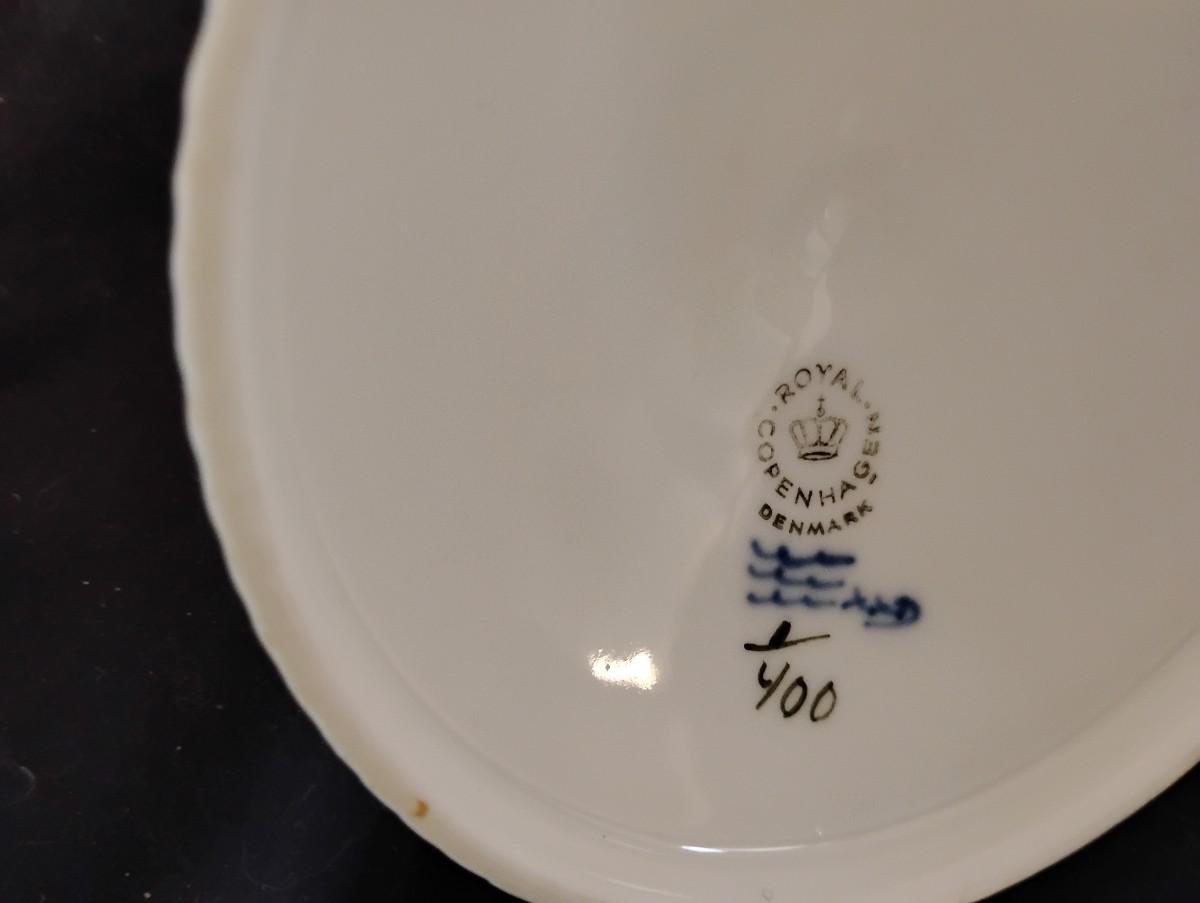 ROYAL
COPENHAGEN
DENMARK
1/
400